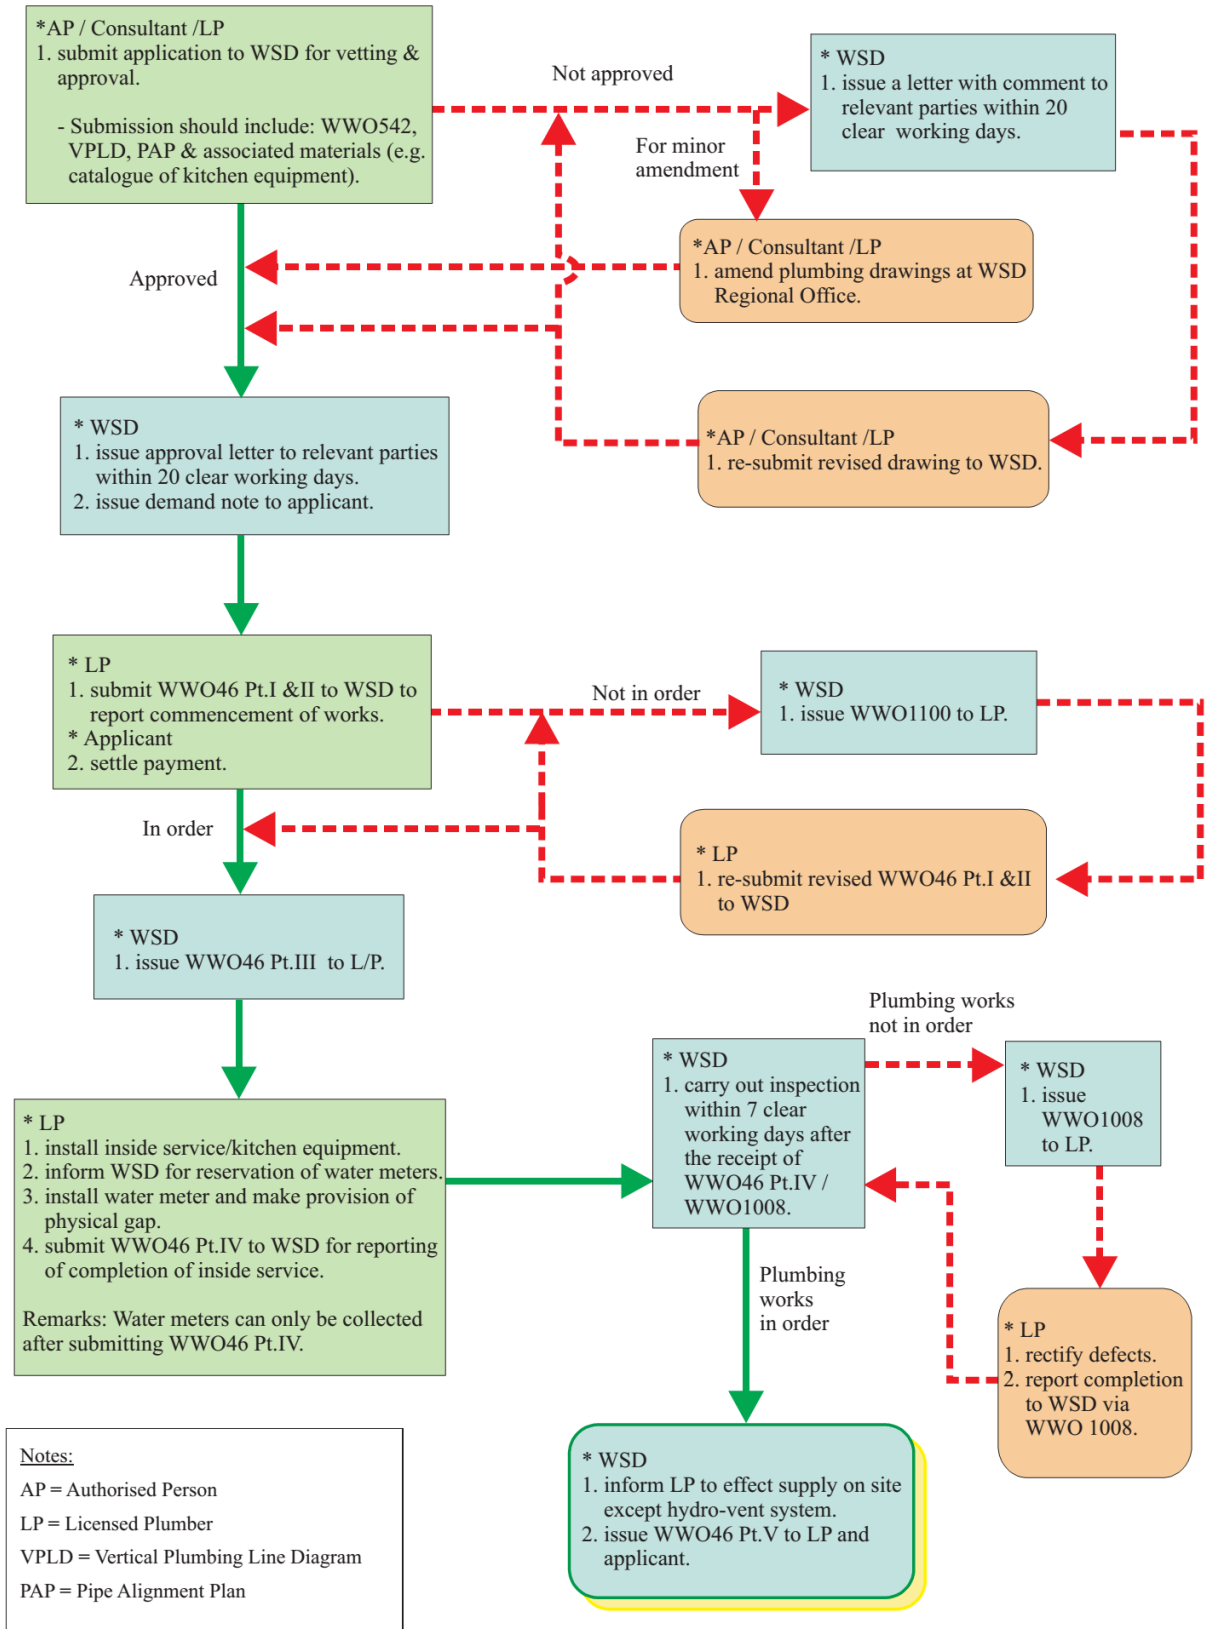 *AP / Consultant /LP
1. submit application to WSD for vetting &
approval.
- Submission should include: WWO542,
VPLD, PAP & associated materials (e.g.
catalogue of kitchen equipment).
Not approved
* WSD
1. issue a letter with comment to
relevant parties within 20
clear working days.
For minor
amendment
*AP / Consultant /LP
1. amend plumbing drawings at WSD
Regional Office.
Approved
*AP / Consultant /LP
1. re-submit revised drawing to WSD.
* WSD
1. issue approval letter to relevant parties
within 20 clear working days.
2. issue demand note to applicant.
* LP
1. submit WWO46 Pt.I &II to WSD to
report commencement of works.
* Applicant
2. settle payment.
Not in order
* WSD
1. issue WWO1100 to LP.
In order
* LP
1. re-submit revised WWO46 Pt.I &II
to WSD
* WSD
1. issue WWO46 Pt.III to L/P.
* LP
1. install inside service/kitchen equipment.
2. inform WSD for reservation of water meters.
3. install water meter and make provision of
physical gap.
4. submit WWO46 Pt.IV to WSD for reporting
of completion of inside service.
Remarks: Water meters can only be collected
after submitting WWO46 Pt.IV.
* WSD
1. carry out inspection
within 7 clear
working days after
the receipt of
WWO46 Pt.IV /
WWO1008.
Plumbing works
not in order
* WSD
1. issue
WWO1008
to LP.
Plumbing
works
in order
* LP
1. rectify defects.
2. report completion
to WSD via
WWO 1008.
* WSD
1. inform LP to effect supply on site
except hydro-vent system.
2. issue WWO46 Pt.V to LP and
applicant.
Notes:
AP = Authorised Person
LP = Licensed Plumber
VPLD = Vertical Plumbing Line Diagram
PAP = Pipe Alignment Plan